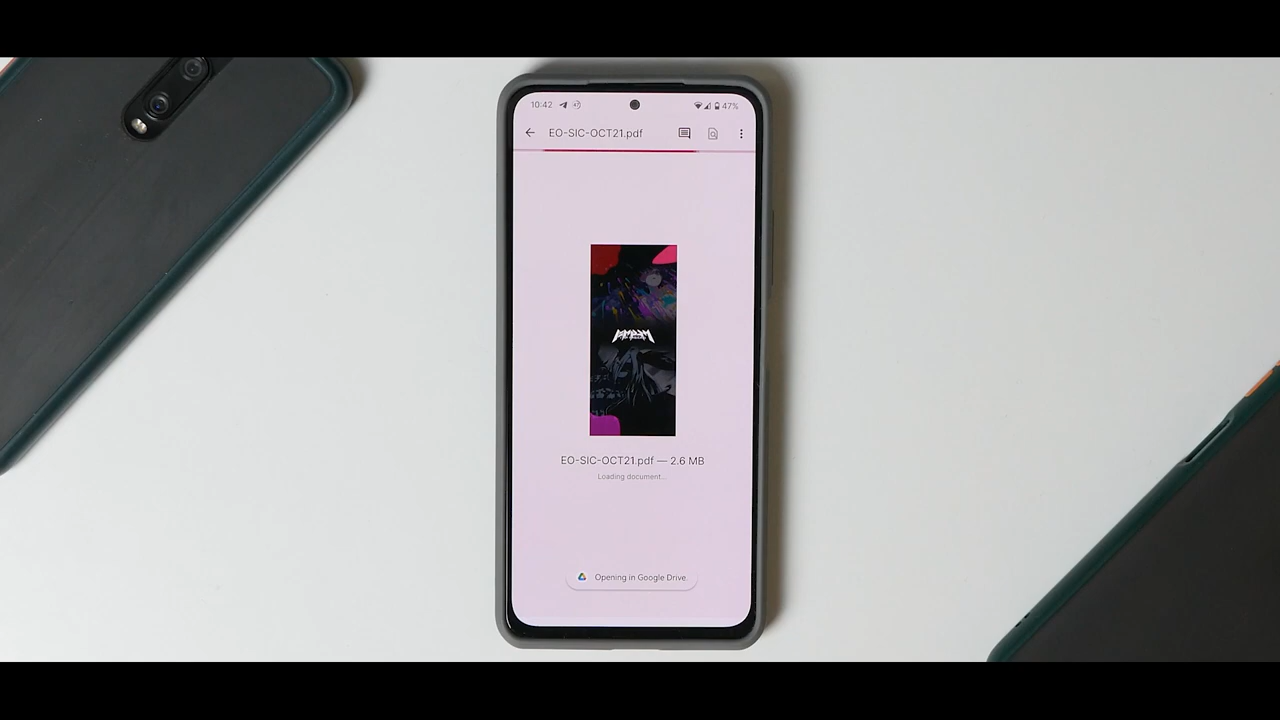 10:42 47%
EO-SIC-OCT21.pdf
EO-SIC-OCT21.pdf — 2.6 MB
Loading document...
Opening in Google Drive.